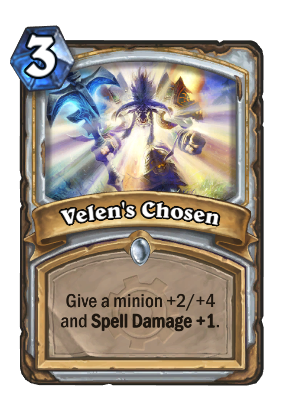 3
Velen's Chosen
Give a minion +2/+4
and Spell Damage +1.